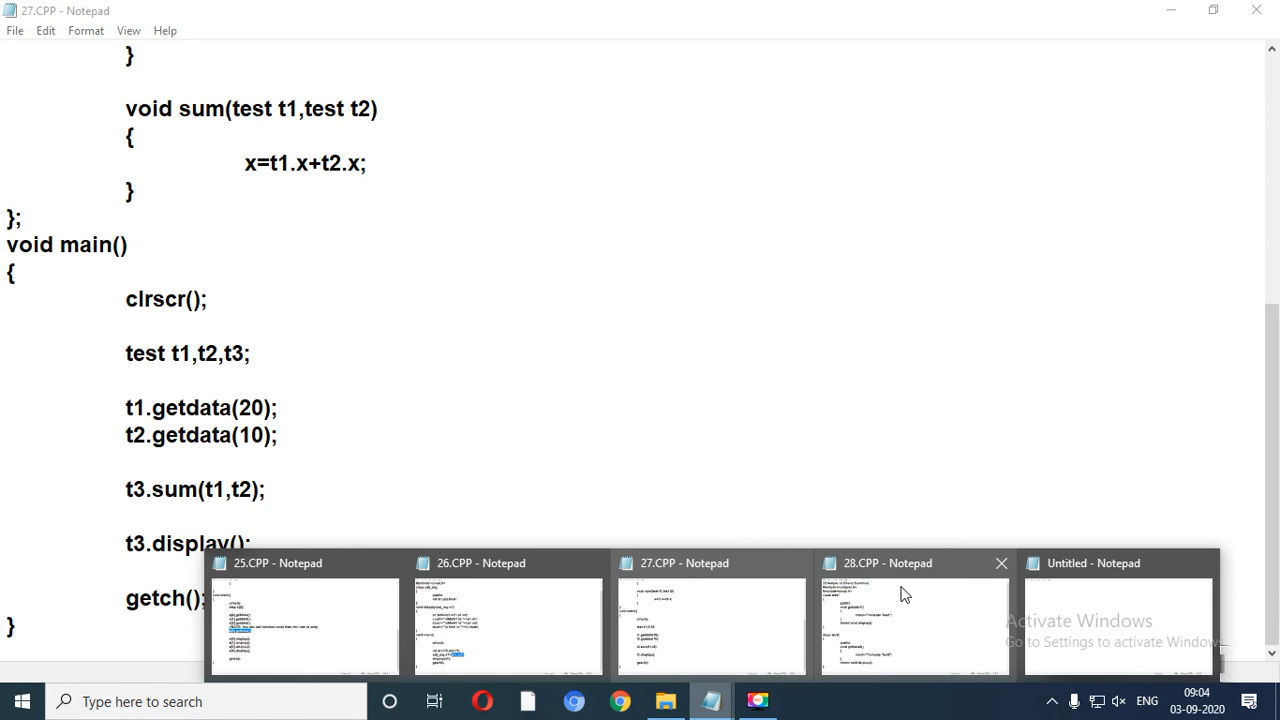 27.CPP - Notepad
File Edit Format View Help
}
void sum(test t1,test t2)
{
x=t1.x+t2.x;
}
};
void main()
{
clrscr();
test t1,t2,t3;
t1.getdata(20);
t2.getdata(10);
t3.sum(t1,t2);
t3.display();
getch();
}
25.CPP - Notepad
26.CPP - Notepad
27.CPP - Notepad
28.CPP - Notepad
Untitled - Notepad
Activate Windows
Go to Settings to activate Windows.
Type here to search
ENG
09:04
03-09-2020